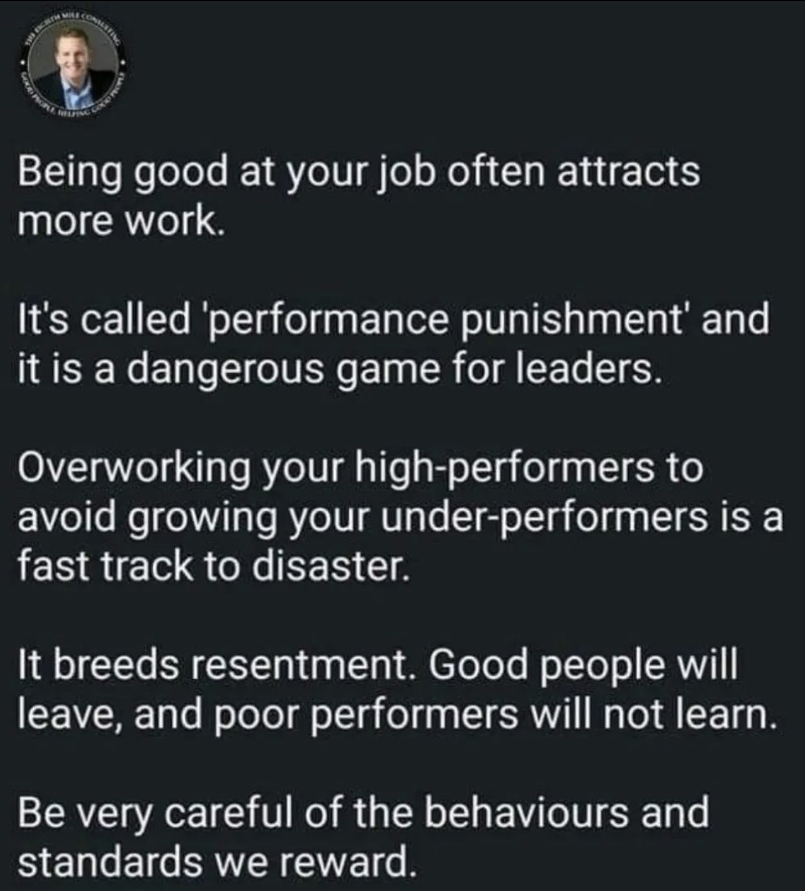 THE EIGHTH MILE CONSULTING
GOOD PEOPLE HELPING GOOD PEOPLE
Being good at your job often attracts
more work.
It's called 'performance punishment' and
it is a dangerous game for leaders.
Overworking your high-performers to
avoid growing your under-performers is a
fast track to disaster.
It breeds resentment. Good people will
leave, and poor performers will not learn.
Be very careful of the behaviours and
standards we reward.